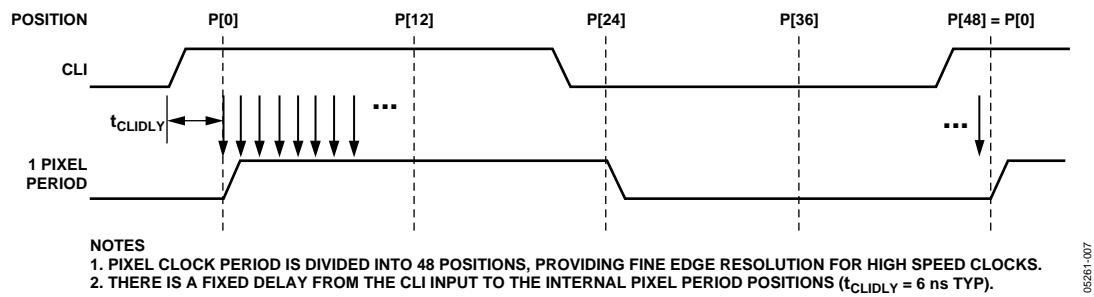 POSITION P[0] P[12] P[24] P[36] P[48] = P[0]
CLI
tCLIDLY
...
...
1 PIXEL
PERIOD
NOTES
1. PIXEL CLOCK PERIOD IS DIVIDED INTO 48 POSITIONS, PROVIDING FINE EDGE RESOLUTION FOR HIGH SPEED CLOCKS.
2. THERE IS A FIXED DELAY FROM THE CLI INPUT TO THE INTERNAL PIXEL PERIOD POSITIONS (tCLIDLY = 6 ns TYP).
05261-007